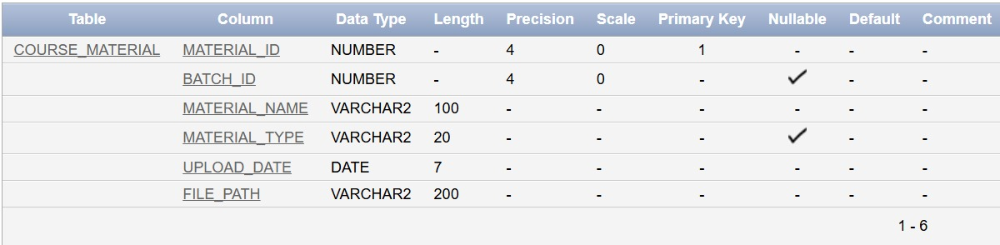 Table Column Data Type Length Precision Scale Primary Key Nullable Default Comment
COURSE_MATERIAL MATERIAL_ID NUMBER - 4 0 1 - - -
BATCH_ID NUMBER - 4 0 - ✓ - -
MATERIAL_NAME VARCHAR2 100 - - - - - -
MATERIAL_TYPE VARCHAR2 20 - - - ✓ - -
UPLOAD_DATE DATE 7 - - - - - -
FILE_PATH VARCHAR2 200 - - - - - -
1 - 6